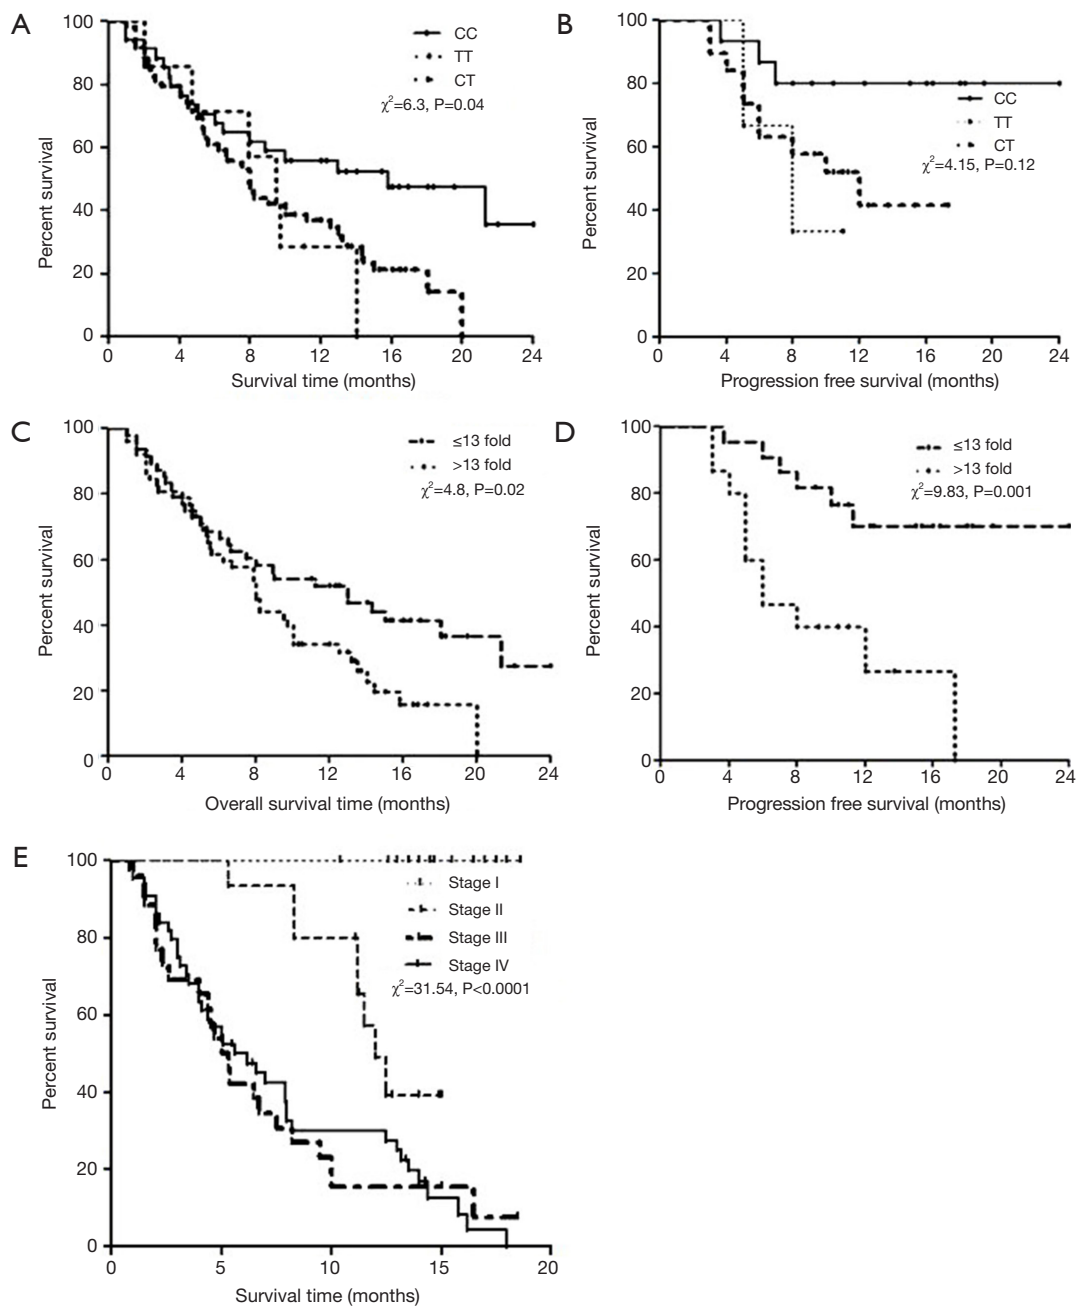 A
100
80
60
40
20
0
Percent survival
0 4 8 12 16 20 24
Survival time (months)
CC
TT
CT
χ²=6.3, P=0.04
B
100
80
60
40
20
0
Percent survival
0 4 8 12 16 20 24
Progression free survival (months)
CC
TT
CT
χ²=4.15, P=0.12
C
100
80
60
40
20
0
Percent survival
0 4 8 12 16 20 24
Overall survival time (months)
≤13 fold
>13 fold
χ²=4.8, P=0.02
D
100
80
60
40
20
0
Percent survival
0 4 8 12 16 20 24
Progression free survival (months)
≤13 fold
>13 fold
χ²=9.83, P=0.001
E
100
80
60
40
20
0
Percent survival
0 5 10 15 20
Survival time (months)
Stage I
Stage II
Stage III
Stage IV
χ²=31.54, P<0.0001